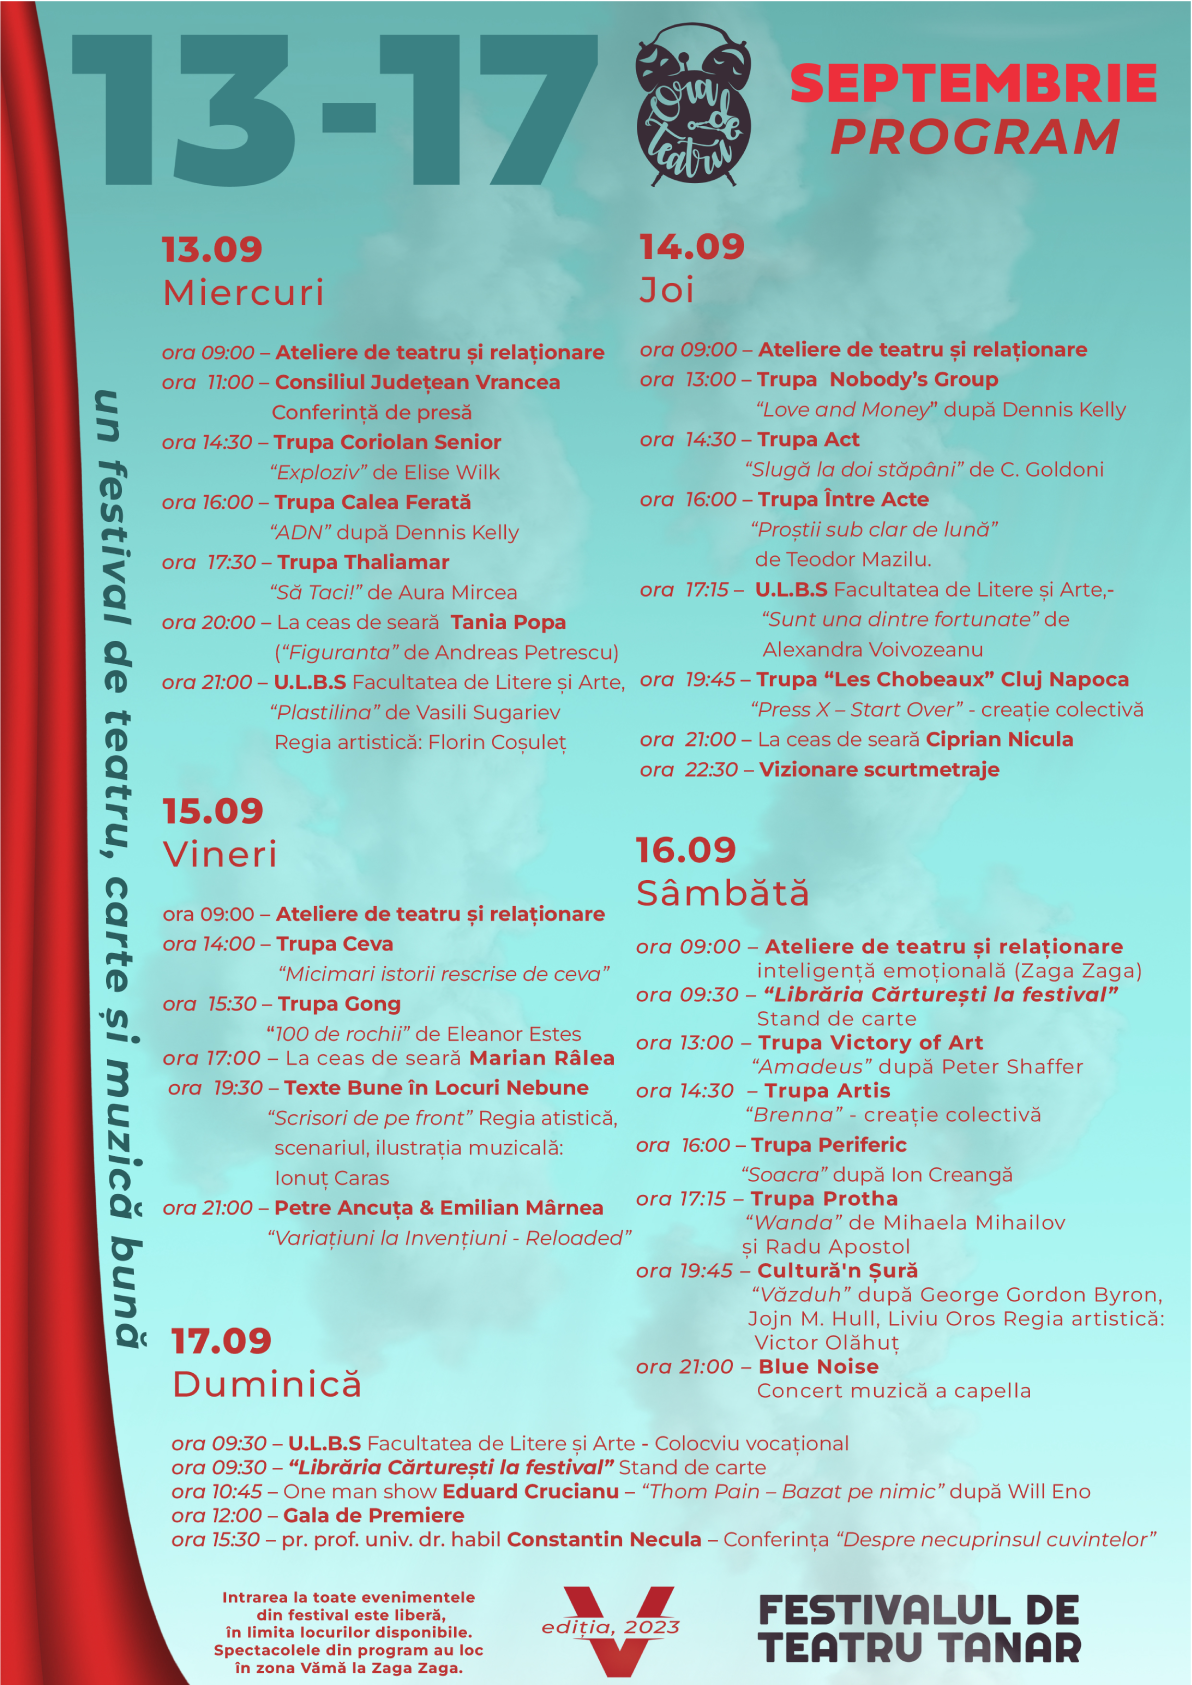 13-17
Ora de teatru
SEPTEMBRIE
PROGRAM
un festival de teatru, carte și muzică bună
13.09
Miercuri
ora 09:00 – Ateliere de teatru și relaționare
ora 11:00 – Consiliul Județean Vrancea
Conferință de presă
ora 14:30 – Trupa Coriolan Senior
“Exploziv” de Elise Wilk
ora 16:00 – Trupa Calea Ferată
“ADN” după Dennis Kelly
ora 17:30 – Trupa Thaliamar
“Să Taci!” de Aura Mircea
ora 20:00 – La ceas de seară Tania Popa
(“Figuranta” de Andreas Petrescu)
ora 21:00 – U.L.B.S Facultatea de Litere și Arte,
“Plastilina” de Vasili Sugariev
Regia artistică: Florin Coșuleț
14.09
Joi
ora 09:00 – Ateliere de teatru și relaționare
ora 13:00 – Trupa Nobody’s Group
“Love and Money” după Dennis Kelly
ora 14:30 – Trupa Act
“Slugă la doi stăpâni” de C. Goldoni
ora 16:00 – Trupa Între Acte
“Proștii sub clar de lună”
de Teodor Mazilu.
ora 17:15 – U.L.B.S Facultatea de Litere și Arte,-
“Sunt una dintre fortunate” de
Alexandra Voivozeanu
ora 19:45 – Trupa “Les Chobeaux” Cluj Napoca
“Press X – Start Over” - creație colectivă
ora 21:00 – La ceas de seară Ciprian Nicula
ora 22:30 – Vizionare scurtmetraje
15.09
Vineri
ora 09:00 – Ateliere de teatru și relaționare
ora 14:00 – Trupa Ceva
“Micimari istorii rescrise de ceva”
ora 15:30 – Trupa Gong
“100 de rochii” de Eleanor Estes
ora 17:00 – La ceas de seară Marian Râlea
ora 19:30 – Texte Bune în Locuri Nebune
“Scrisori de pe front” Regia atistică,
scenariul, ilustrația muzicală:
Ionuț Caras
ora 21:00 – Petre Ancuța & Emilian Mârnea
“Variațiuni la Invențiuni - Reloaded”
16.09
Sâmbătă
ora 09:00 – Ateliere de teatru și relaționare
inteligență emoțională (Zaga Zaga)
ora 09:30 – “Librăria Cărturești la festival”
Stand de carte
ora 13:00 – Trupa Victory of Art
“Amadeus” după Peter Shaffer
ora 14:30 – Trupa Artis
“Brenna” - creație colectivă
ora 16:00 – Trupa Periferic
“Soacra” după Ion Creangă
ora 17:15 – Trupa Protha
“Wanda” de Mihaela Mihailov
și Radu Apostol
ora 19:45 – Cultură'n Șură
“Văzduh” după George Gordon Byron,
Jojn M. Hull, Liviu Oros Regia artistică:
Victor Olăhuț
ora 21:00 – Blue Noise
Concert muzică a capella
17.09
Duminică
ora 09:30 – U.L.B.S Facultatea de Litere și Arte - Colocviu vocațional
ora 09:30 – “Librăria Cărturești la festival” Stand de carte
ora 10:45 – One man show Eduard Crucianu – “Thom Pain – Bazat pe nimic” după Will Eno
ora 12:00 – Gala de Premiere
ora 15:30 – pr. prof. univ. dr. habil Constantin Necula – Conferința “Despre necuprinsul cuvintelor”
Intrarea la toate evenimentele
din festival este liberă,
în limita locurilor disponibile.
Spectacolele din program au loc
în zona Vămă la Zaga Zaga.
V
ediția, 2023
FESTIVALUL DE
TEATRU TANAR